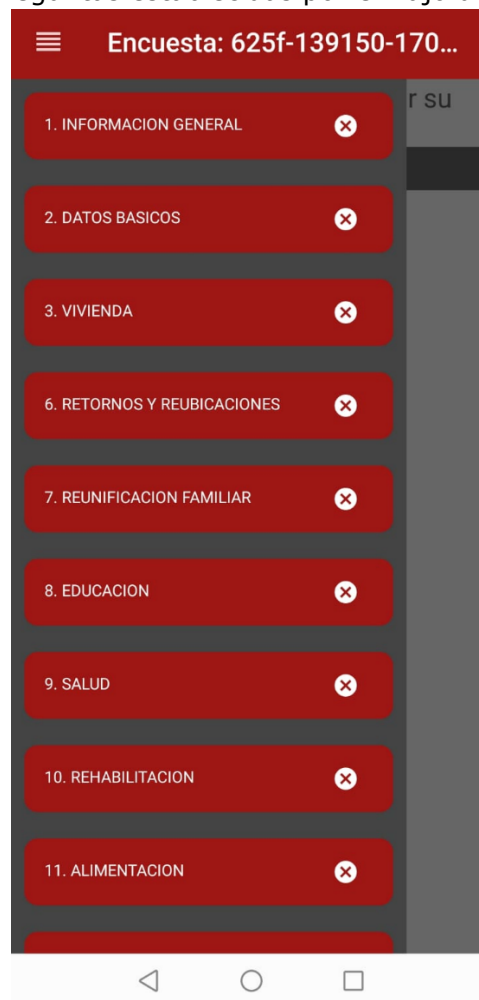 Encuesta: 625f-139150-170...
r su
1. INFORMACION GENERAL
2. DATOS BASICOS
3. VIVIENDA
6. RETORNOS Y REUBICACIONES
7. REUNIFICACION FAMILIAR
8. EDUCACION
9. SALUD
10. REHABILITACION
11. ALIMENTACION